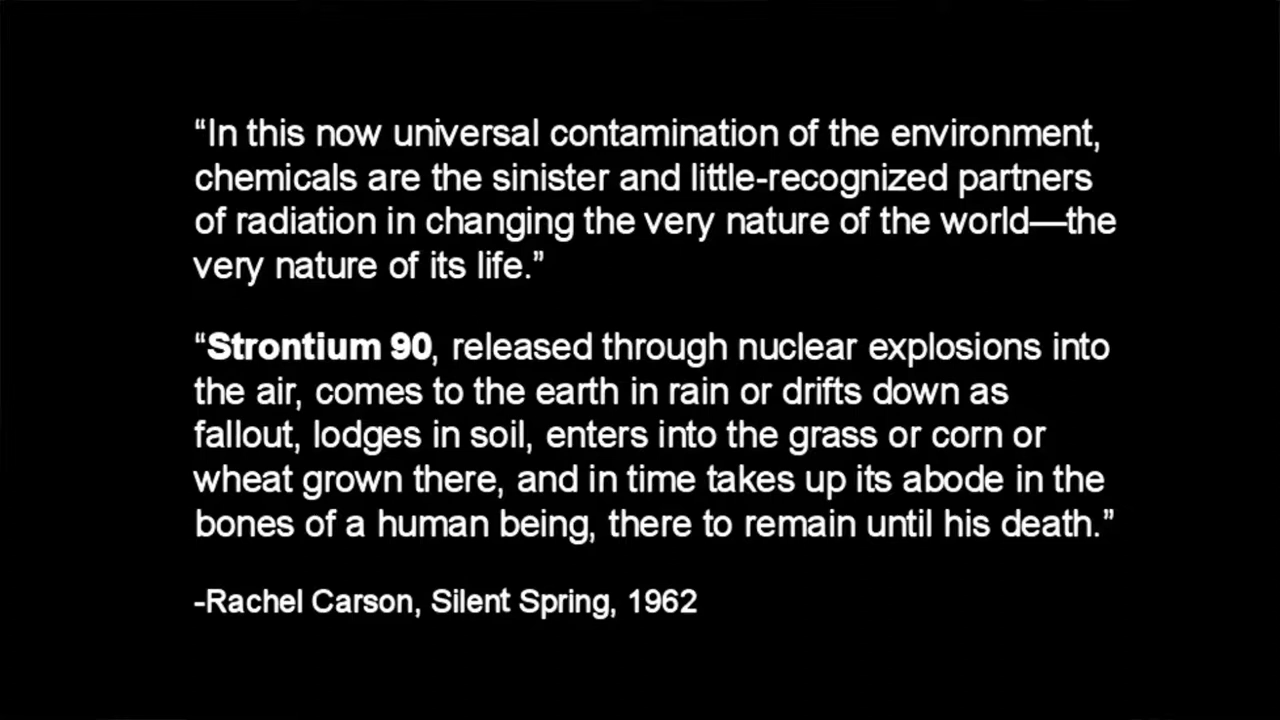 “In this now universal contamination of the environment,
chemicals are the sinister and little-recognized partners
of radiation in changing the very nature of the world—the
very nature of its life.”
“Strontium 90, released through nuclear explosions into
the air, comes to the earth in rain or drifts down as
fallout, lodges in soil, enters into the grass or corn or
wheat grown there, and in time takes up its abode in the
bones of a human being, there to remain until his death.”
-Rachel Carson, Silent Spring, 1962